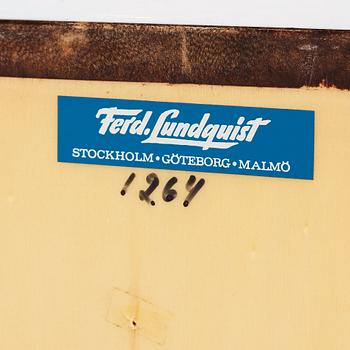 Ferd. Lundquist
STOCKHOLM • GÖTEBORG • MALMÖ
1264